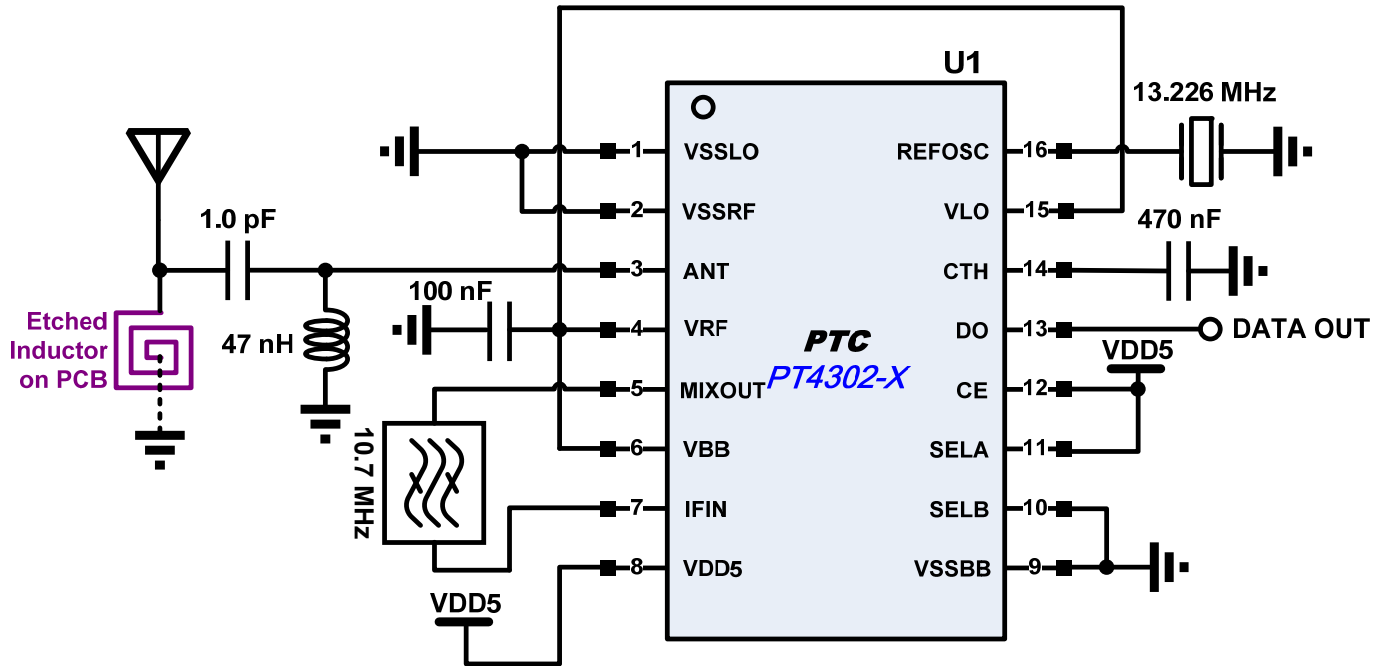 U1
13.226 MHz
1 VSSLO
REFOSC 16
2 VSSRF
VLO 15
1.0 pF
470 nF
3 ANT
CTH 14
100 nF
4 VRF
DO 13
DATA OUT
Etched
Inductor
on PCB
47 nH
PTC
PT4302-X
VDD5
5 MIXOUT
CE 12
10.7 MHz
6 VBB
SELA 11
7 IFIN
SELB 10
8 VDD5
VSSBB 9
VDD5